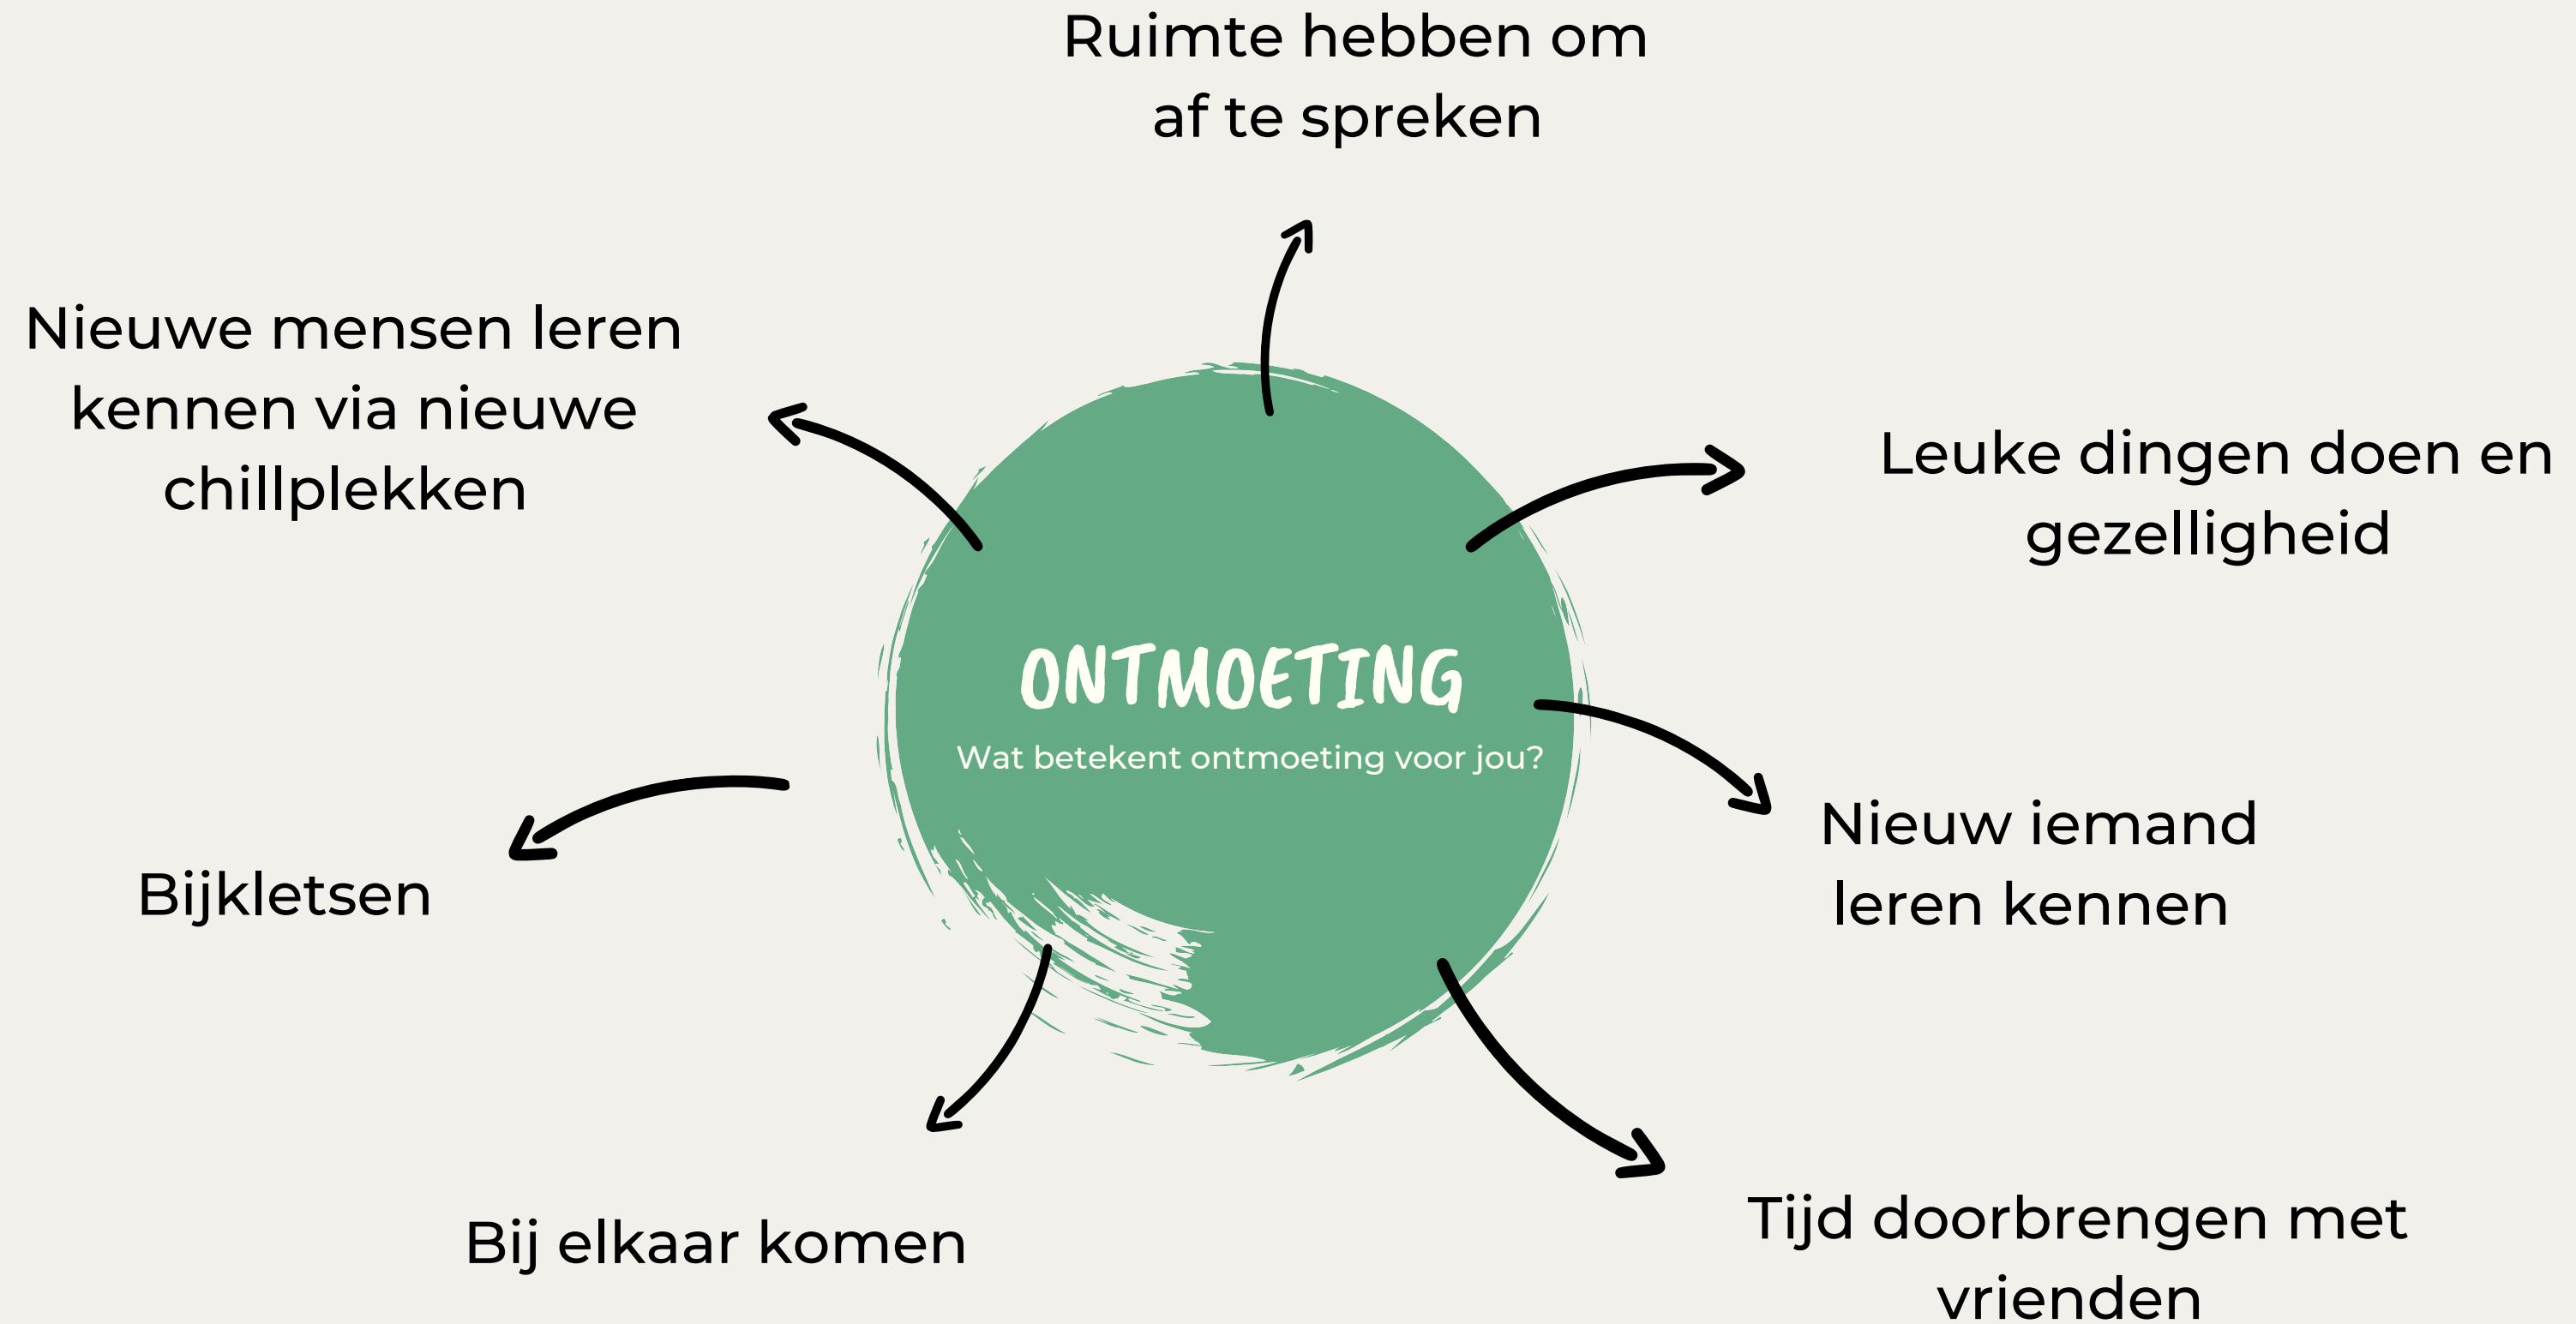 Ruimte hebben om
af te spreken
Nieuwe mensen leren
kennen via nieuwe
chillplekken
Leuke dingen doen en
gezelligheid
ONTMOETING
Wat betekent ontmoeting voor jou?
Nieuw iemand
leren kennen
Bijkletsen
Bij elkaar komen
Tijd doorbrengen met
vrienden